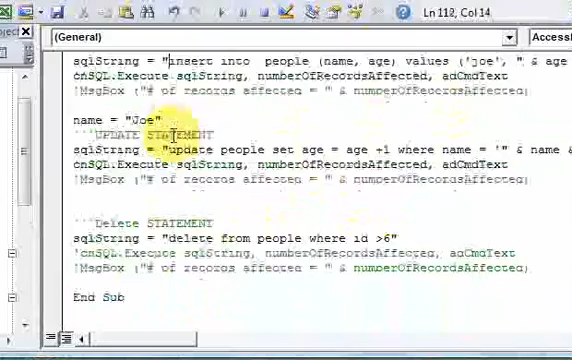 Ln 112, Col 14
oject
(General)
Accessi
sqlString = "insert into people (name, age) values ('joe', " & age
cnSQL.Execute sqlString, numberOfRecordsAffected, adCmdText
'MsgBox ("# of records affected = " & numberOfRecordsAffected)
name = "Joe"
'''UPDATE STATEMENT
sqlString = "update people set age = age +1 where name = '" & name &
cnSQL.Execute sqlString, numberOfRecordsAffected, adCmdText
'MsgBox ("# of records affected = " & numberOfRecordsAffected)
'''Delete STATEMENT
sqlString = "delete from people where id >6"
'cnSQL.Execute sqlString, numberOfRecordsAffected, adCmdText
'MsgBox ("# of records affected = " & numberOfRecordsAffected)
End Sub